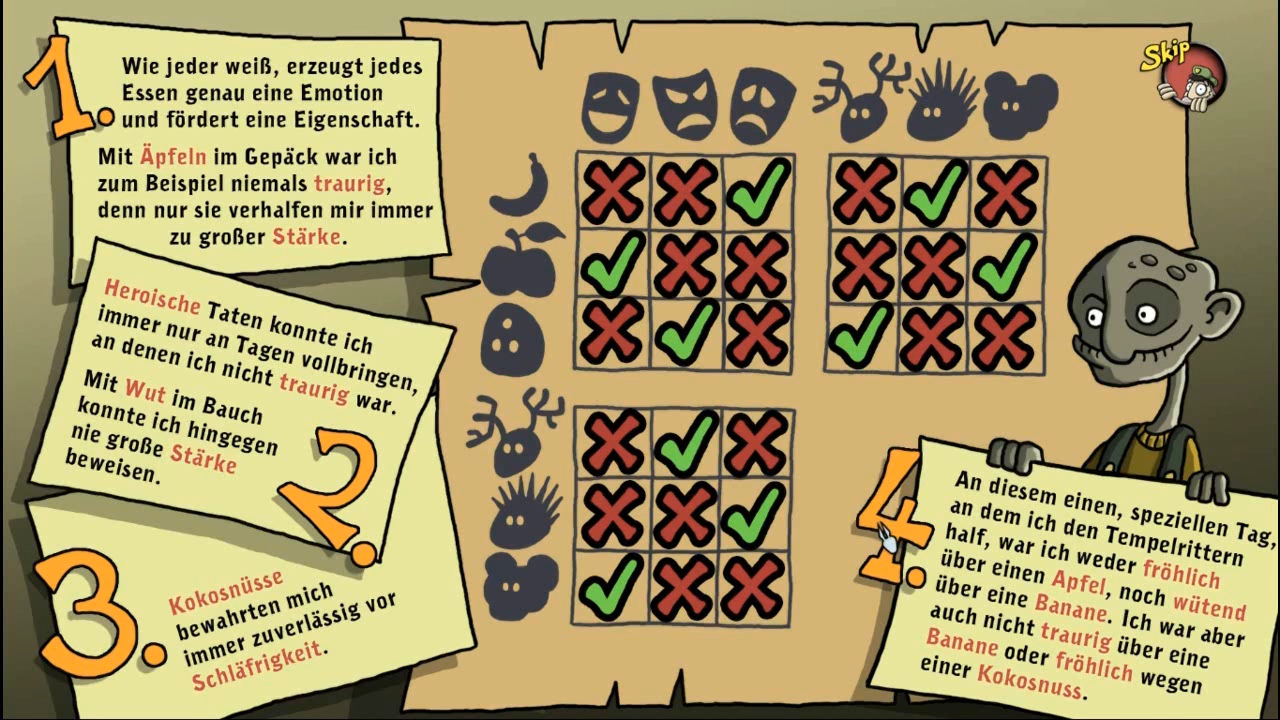 1.
Wie jeder weiß, erzeugt jedes
Essen genau eine Emotion
und fördert eine Eigenschaft.
Mit Äpfeln im Gepäck war ich
zum Beispiel niemals traurig,
denn nur sie verhalfen mir immer
zu großer Stärke.
Heroische Taten konnte ich
immer nur an Tagen vollbringen,
an denen ich nicht traurig war.
Mit Wut im Bauch
konnte ich hingegen
nie große Stärke
beweisen.
2.
3.
Kokosnüsse
bewahrten mich
immer zuverlässig vor
Schläfrigkeit.
Skip
4.
An diesem einen, speziellen Tag,
an dem ich den Tempelrittern
half, war ich weder fröhlich
über einen Apfel, noch wütend
über eine Banane. Ich war aber
auch nicht traurig über eine
Banane oder fröhlich wegen
einer Kokosnuss.